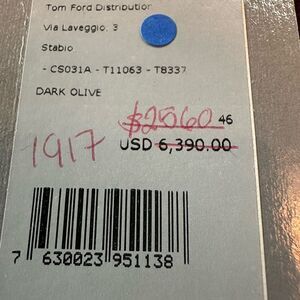 Tom Ford Distribution
Via Laveggio, 3
Stabio
- CS031A - T11063 - T8337
DARK OLIVE
$2560 46
1917 USD 6,390.00
7 630023 951138